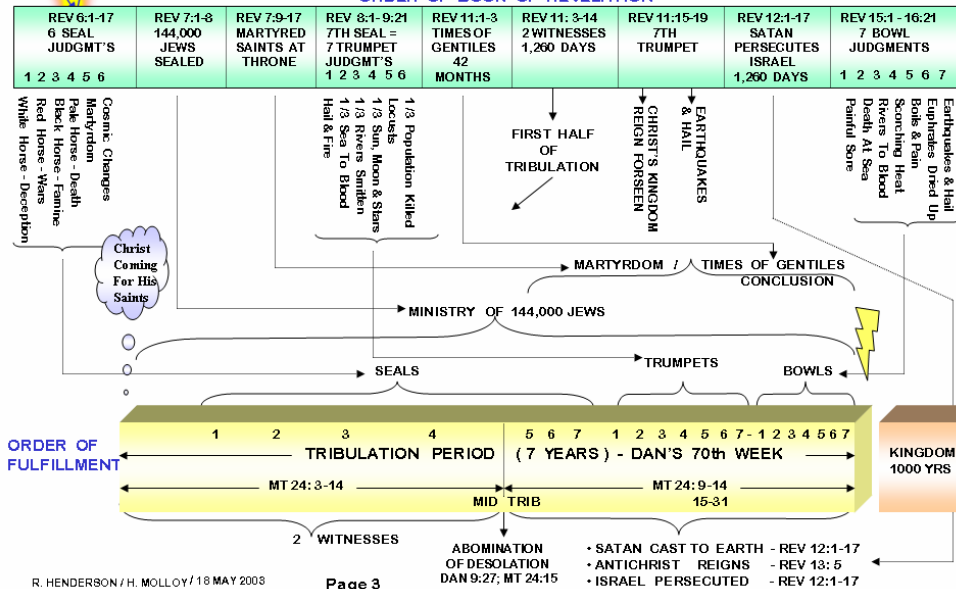 ORDER OF BOOK OF REVELATION
REV 6:1-17
6 SEAL
JUDGMT'S
1 2 3 4 5 6
REV 7:1-8
144,000
JEWS
SEALED
REV 7:9-17
MARTYRED
SAINTS AT
THRONE
REV 8:1- 9:21
7TH SEAL =
7 TRUMPET
JUDGMT'S
1 2 3 4 5 6
REV 11:1-3
TIMES OF
GENTILES
42
MONTHS
REV 11: 3-14
2 WITNESSES
1,260 DAYS
REV 11:15-19
7TH
TRUMPET
REV 12:1-17
SATAN
PERSECUTES
ISRAEL
1,260 DAYS
REV 15:1 - 16:21
7 BOWL
JUDGMENTS
1 2 3 4 5 6 7
White Horse - Deception
Red Horse - Wars
Black Horse - Famine
Pale Horse - Death
Martyrdom
Cosmic Changes
Hail & Fire
1/3 Sea To Blood
1/3 Rivers Smitten
1/3 Sun, Moon & Stars
Locusts
1/3 Population Killed
FIRST HALF
OF
TRIBULATION
CHRIST'S KINGDOM
REIGN FORSEEN
EARTHQUAKES
& HAIL
Painful Sore
Death At Sea
Rivers To Blood
Scorching Heat
Boils & Pain
Euphrates Dried Up
Earthquakes & Hail
Christ
Coming
For His
Saints
MARTYRDOM / TIMES OF GENTILES
CONCLUSION
MINISTRY OF 144,000 JEWS
SEALS
TRUMPETS
BOWLS
ORDER OF
FULFILLMENT
1 2 3 4 5 6 7 1 2 3 4 5 6 7 - 1 2 3 4 5 6 7
TRIBULATION PERIOD ( 7 YEARS ) - DAN'S 70th WEEK
MT 24: 3-14
MT 24: 9-14
MID TRIB
15-31
KINGDOM
1000 YRS
2 WITNESSES
ABOMINATION
OF DESOLATION
DAN 9:27; MT 24:15
• SATAN CAST TO EARTH - REV 12:1-17
• ANTICHRIST REIGNS - REV 13: 5
• ISRAEL PERSECUTED - REV 12:1-17
R. HENDERSON / H. MOLLOY / 18 MAY 2003
Page 3